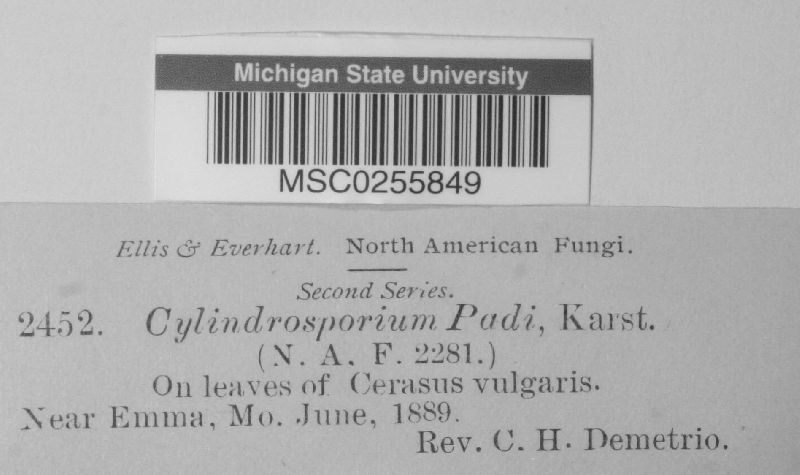 Michigan State University
MSC0255849
Ellis & Everhart. North American Fungi.
Second Series.
2452. Cylindrosporium Padi, Karst.
(N. A. F. 2281.)
On leaves of Cerasus vulgaris.
Near Emma, Mo. June, 1889.
Rev. C. H. Demetrio.